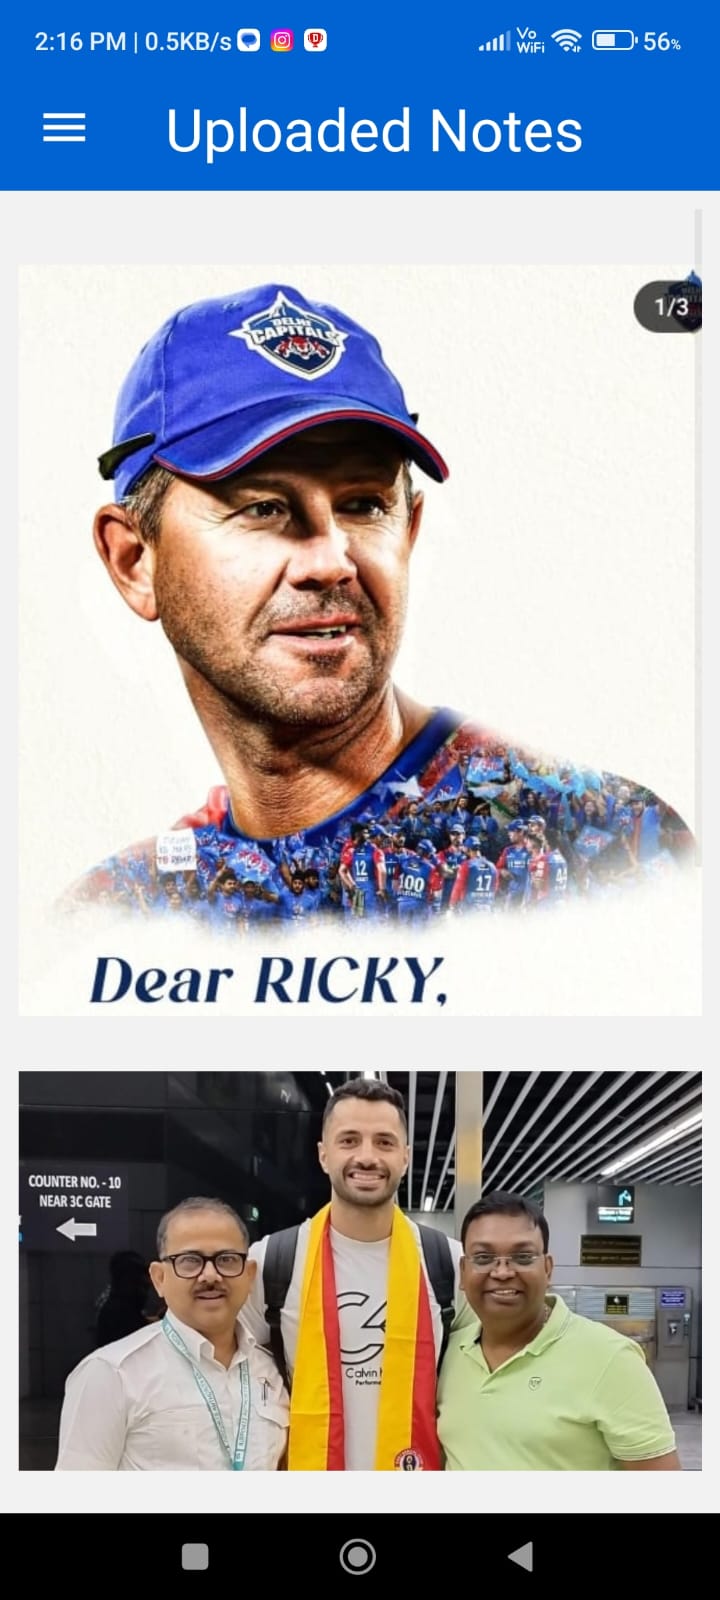 2:16 PM | 0.5KB/s
Vo
WiFi
56%
Uploaded Notes
1/3
DELHI
CAPITALS
12
100
17
Dear RICKY,
COUNTER NO. - 10
NEAR 3C GATE
Calvin K
Performa